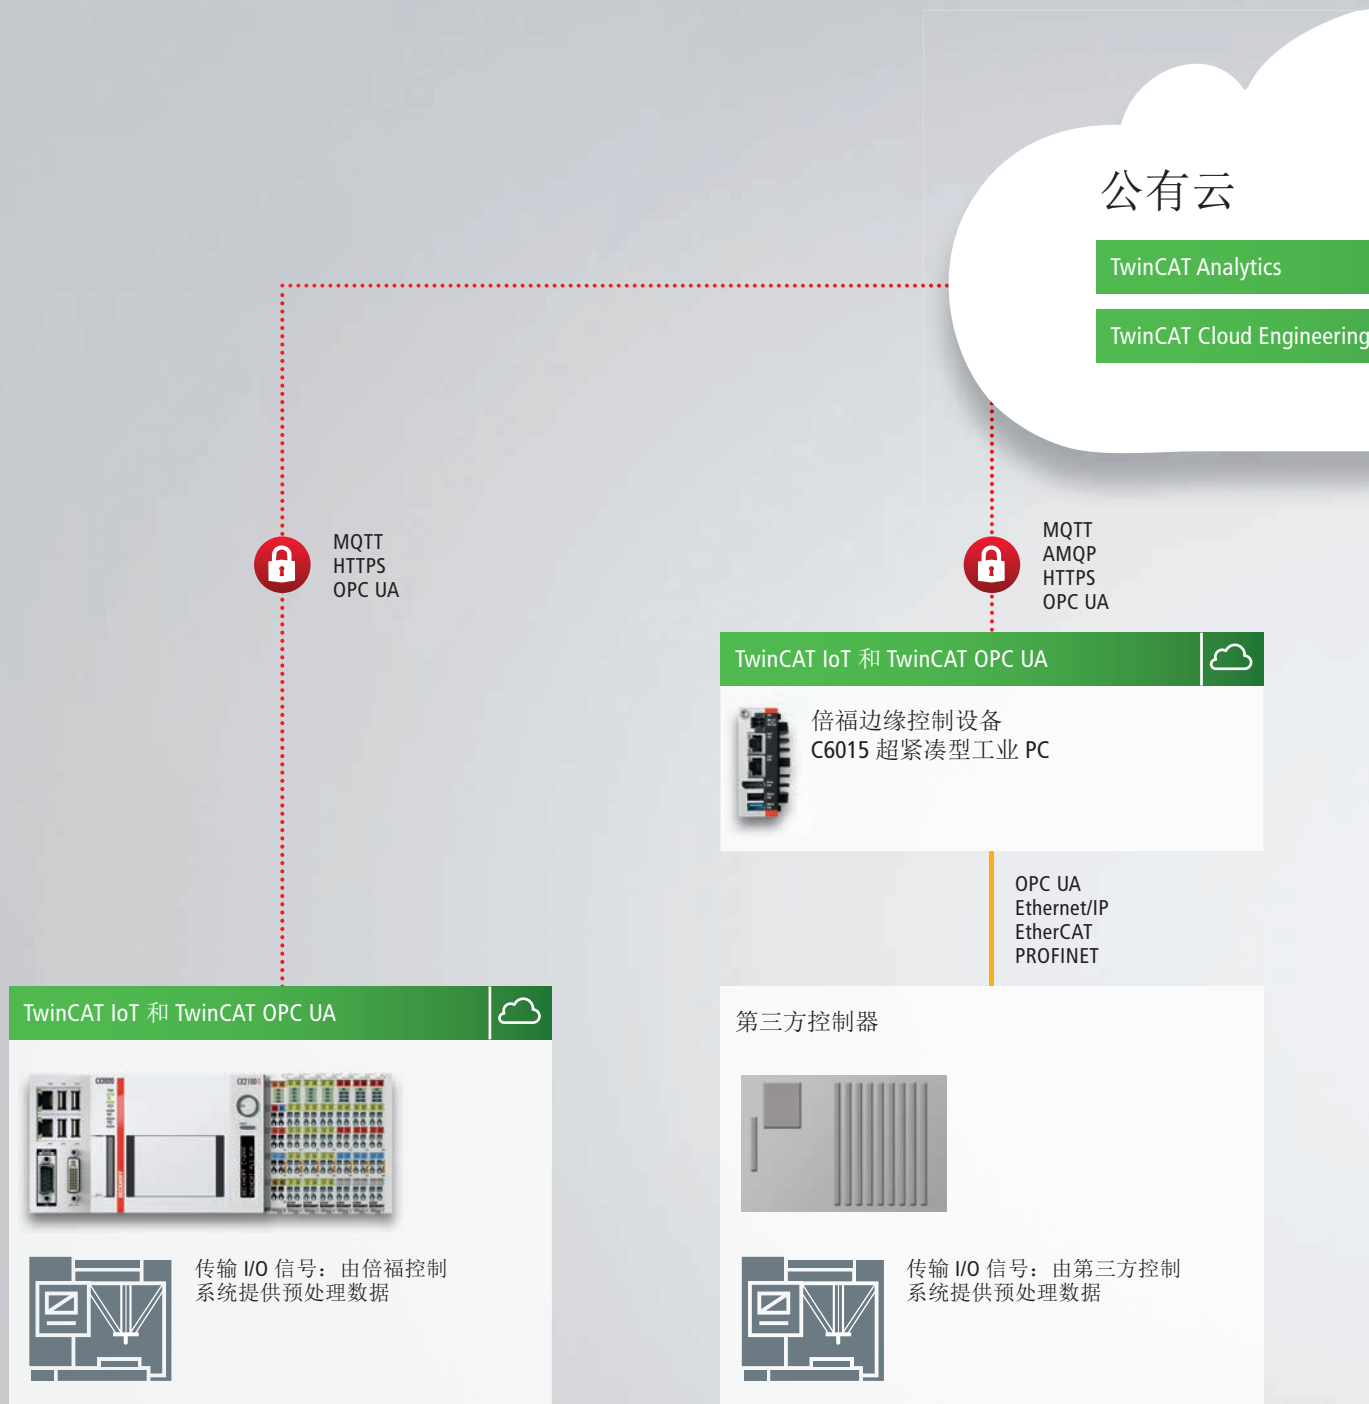 公有云
TwinCAT Analytics
TwinCAT Cloud Engineering
MQTT
HTTPS
OPC UA
MQTT
AMQP
HTTPS
OPC UA
TwinCAT IoT 和 TwinCAT OPC UA
倍福边缘控制设备
C6015 超紧凑型工业 PC
OPC UA
Ethernet/IP
EtherCAT
PROFINET
TwinCAT IoT 和 TwinCAT OPC UA
CX2020
CX2100
传输 I/O 信号：由倍福控制
系统提供预处理数据
第三方控制器
传输 I/O 信号：由第三方控制
系统提供预处理数据